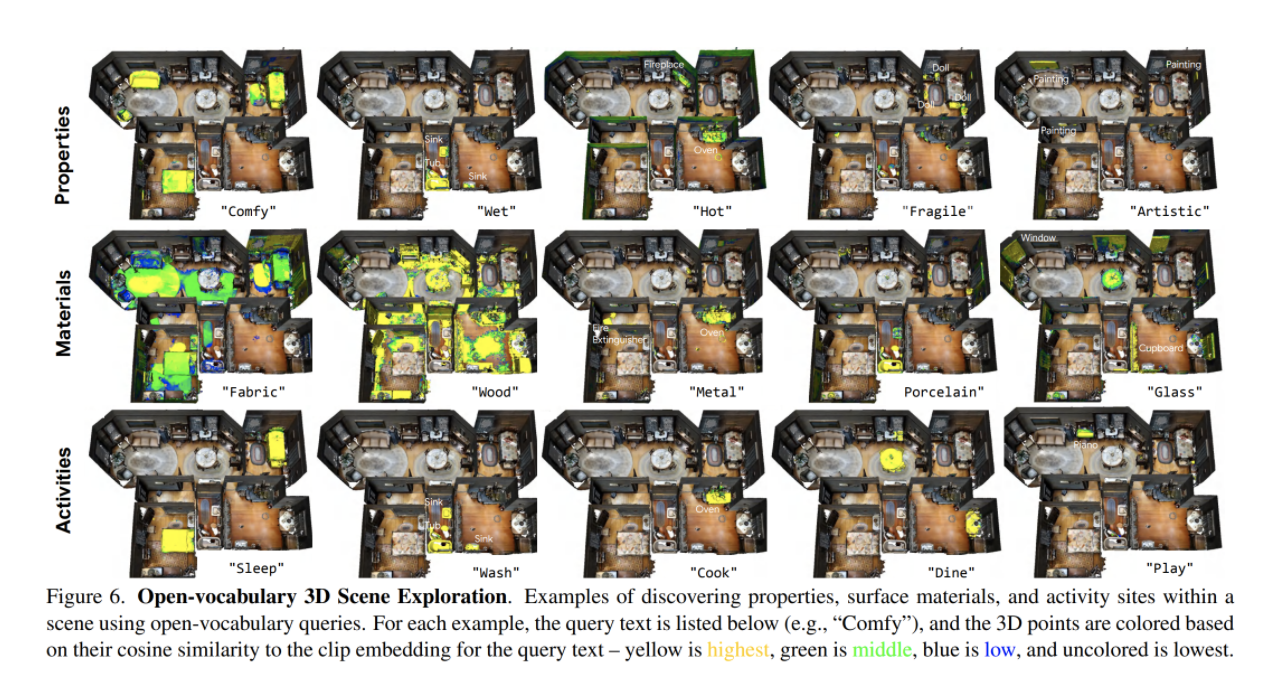 Properties
Fireplace
Oven
Sink
Tub
Sink
Doll
Doll
Doll
Painting
Painting
Painting
"Comfy"
"Wet"
"Hot"
"Fragile"
"Artistic"
Materials
Fire
Extinguisher
Oven
Window
Cupboard
"Fabric"
"Wood"
"Metal"
Porcelain"
"Glass"
Activities
Sink
Tub
Sink
Oven
Piano
"Sleep"
"Wash"
"Cook"
"Dine"
"Play"
Figure 6. Open-vocabulary 3D Scene Exploration. Examples of discovering properties, surface materials, and activity sites within a
scene using open-vocabulary queries. For each example, the query text is listed below (e.g., “Comfy”), and the 3D points are colored based
on their cosine similarity to the clip embedding for the query text – yellow is highest, green is middle, blue is low, and uncolored is lowest.